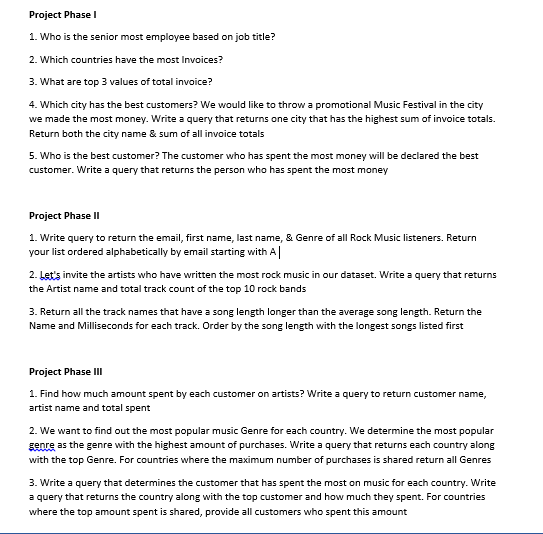 Project Phase I
1. Who is the senior most employee based on job title?
2. Which countries have the most Invoices?
3. What are top 3 values of total invoice?
4. Which city has the best customers? We would like to throw a promotional Music Festival in the city
we made the most money. Write a query that returns one city that has the highest sum of invoice totals.
Return both the city name & sum of all invoice totals
5. Who is the best customer? The customer who has spent the most money will be declared the best
customer. Write a query that returns the person who has spent the most money
Project Phase II
1. Write query to return the email, first name, last name, & Genre of all Rock Music listeners. Return
your list ordered alphabetically by email starting with A
2. Let's invite the artists who have written the most rock music in our dataset. Write a query that returns
the Artist name and total track count of the top 10 rock bands
3. Return all the track names that have a song length longer than the average song length. Return the
Name and Milliseconds for each track. Order by the song length with the longest songs listed first
Project Phase III
1. Find how much amount spent by each customer on artists? Write a query to return customer name,
artist name and total spent
2. We want to find out the most popular music Genre for each country. We determine the most popular
genre as the genre with the highest amount of purchases. Write a query that returns each country along
with the top Genre. For countries where the maximum number of purchases is shared return all Genres
3. Write a query that determines the customer that has spent the most on music for each country. Write
a query that returns the country along with the top customer and how much they spent. For countries
where the top amount spent is shared, provide all customers who spent this amount